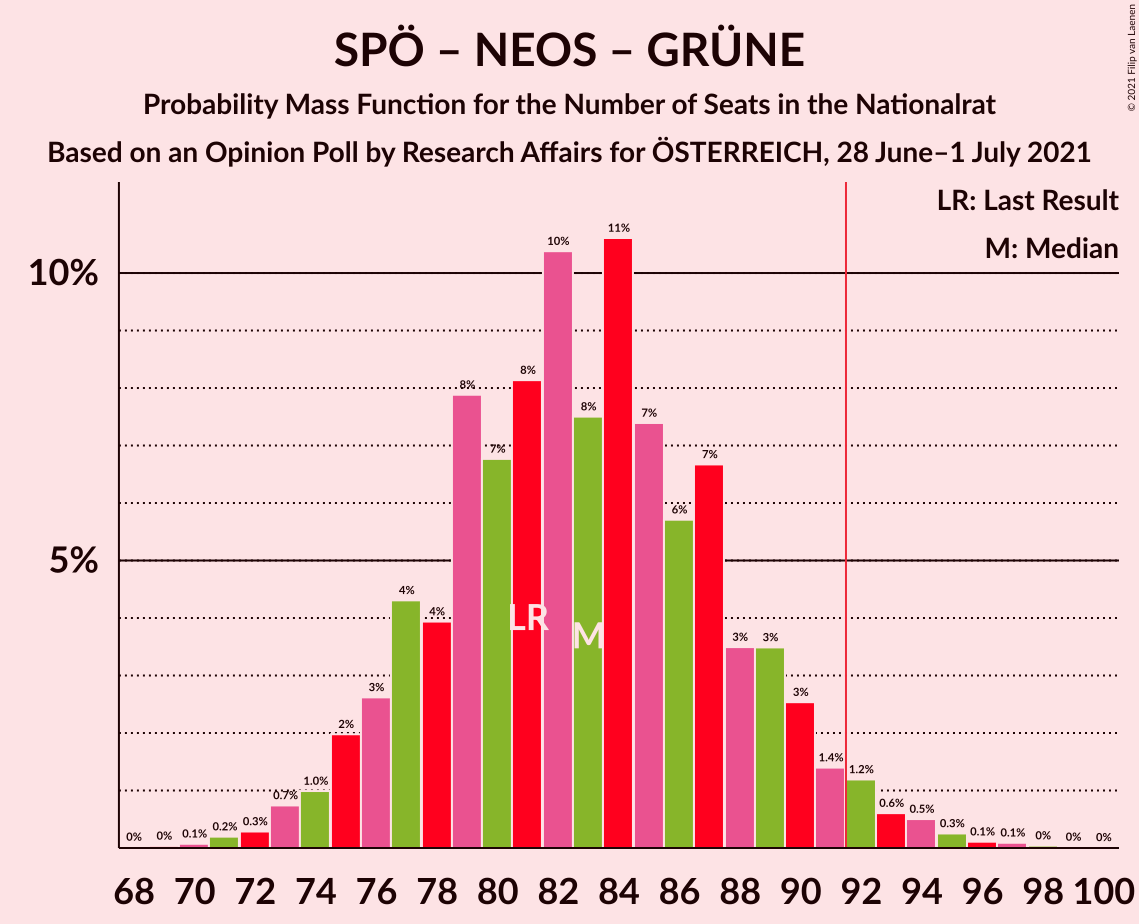 SPÖ – NEOS – GRÜNE
Probability Mass Function for the Number of Seats in the Nationalrat
Based on an Opinion Poll by Research Affairs for ÖSTERREICH, 28 June–1 July 2021
© 2021 Filip van Laenen
LR: Last Result
M: Median
10%
5%
0% 0% 0.1% 0.2% 0.3% 0.7% 1.0% 2% 3% 4% 4% 8% 7% 8% 10% 8% 11% 7% 6% 7% 3% 3% 3% 1.4% 1.2% 0.6% 0.5% 0.3% 0.1% 0.1% 0% 0% 0%
LR
M
68 70 72 74 76 78 80 82 84 86 88 90 92 94 96 98 100